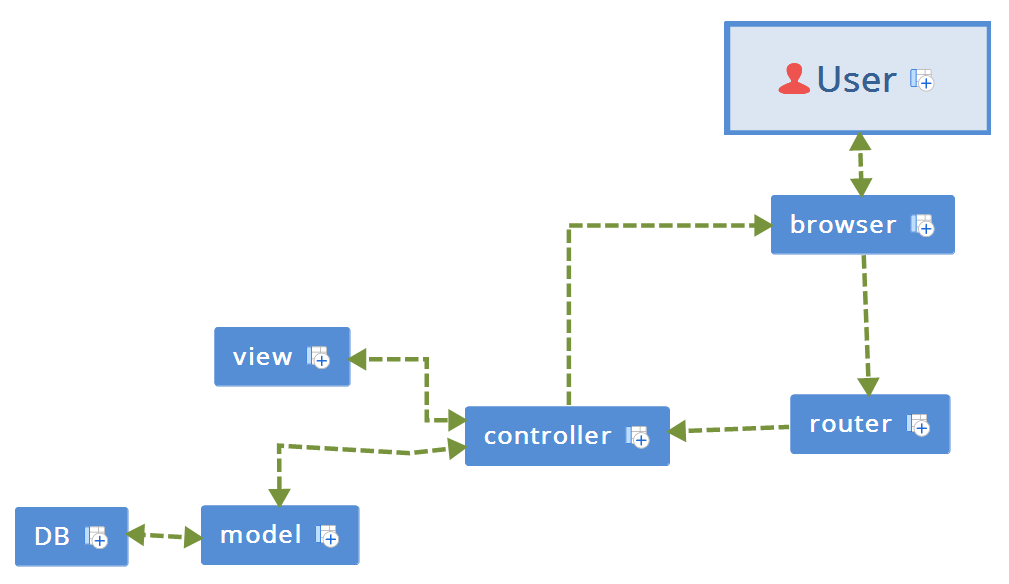 User
browser
view
router
controller
DB
model